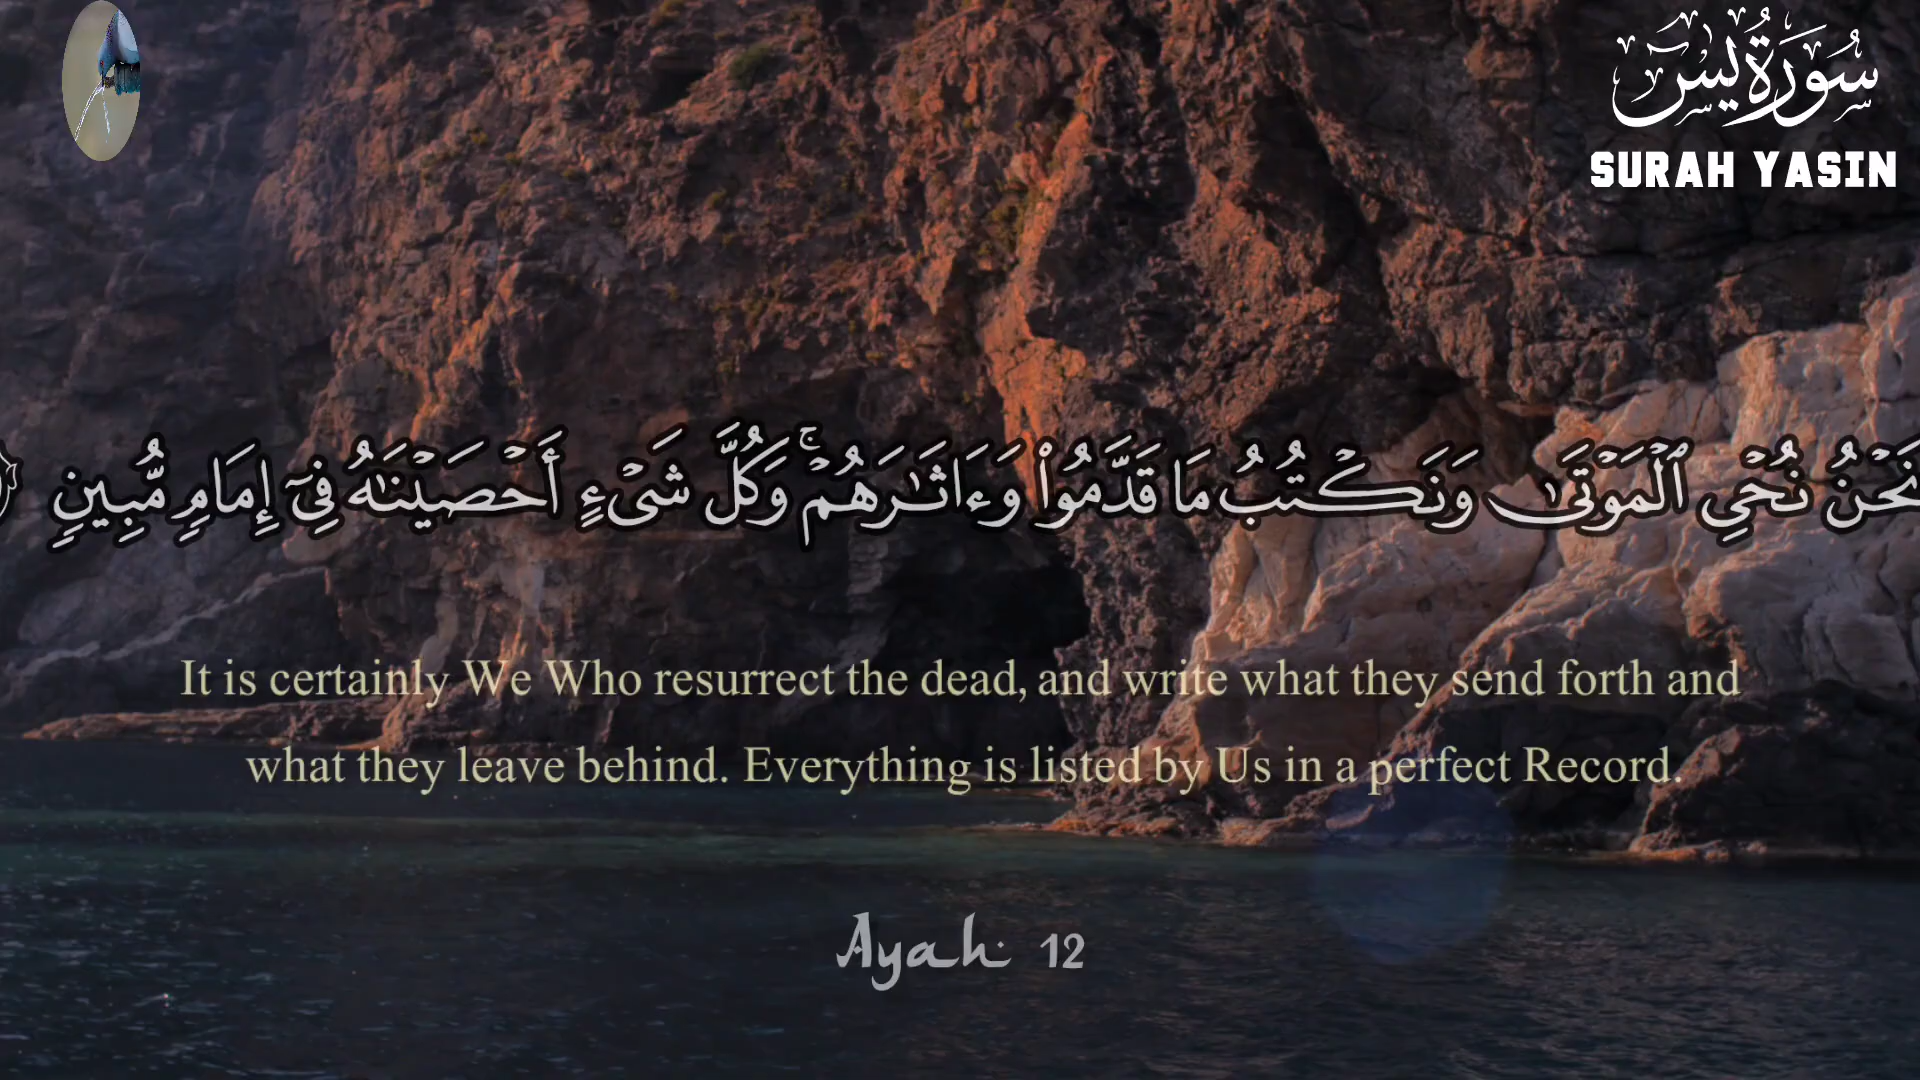 سُورَةُ يس
SURAH YASIN
نَحْنُ نُحْىِ ٱلْمَوْتَىٰ وَنَكْتُبُ مَا قَدَّمُوا۟ وَءَاثَـٰرَهُمْ ۚ وَكُلَّ شَىْءٍ أَحْصَيْنَـٰهُ فِىٓ إِمَامٍ مُّبِينٍ
It is certainly We Who resurrect the dead, and write what they send forth and
what they leave behind. Everything is listed by Us in a perfect Record.
Ayah 12